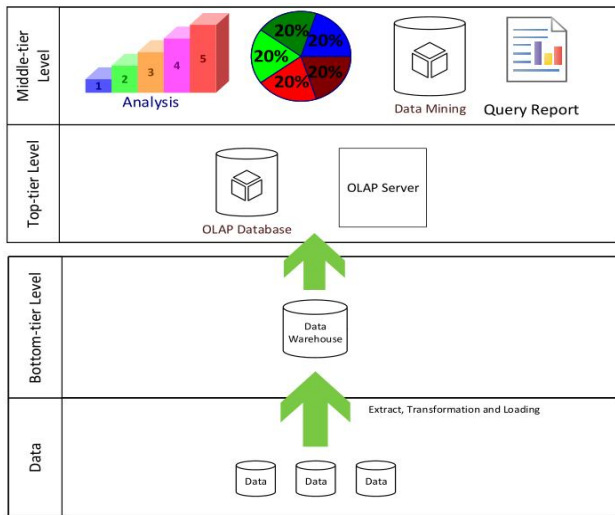 Middle-tier
Level
1
2
3
4
5
Analysis
20%
20%
20%
20%
20%
Data Mining
Query Report
Top-tier Level
OLAP Database
OLAP Server
Bottom-tier Level
Data
Warehouse
Extract, Transformation and Loading
Data
Data
Data
Data